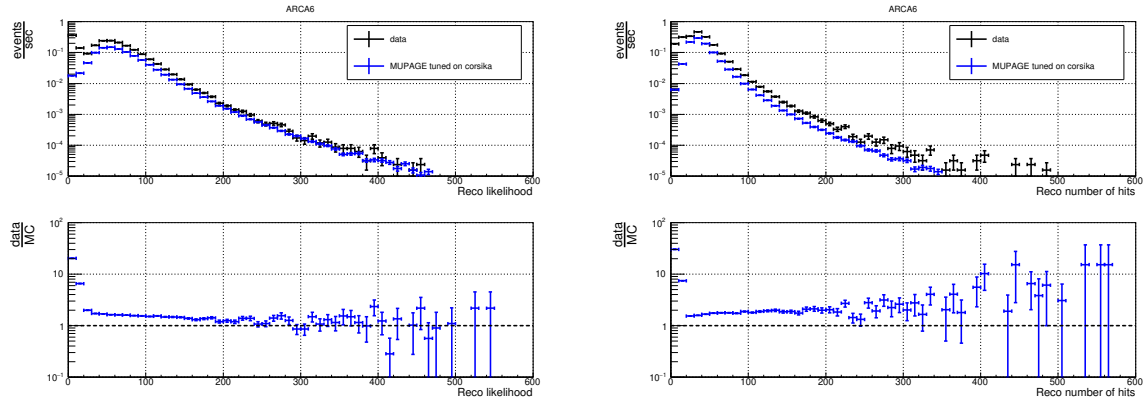 ARCA6
events
sec
1
10⁻¹
10⁻²
10⁻³
10⁻⁴
10⁻⁵
data
MUPAGE tuned on corsika
0 100 200 300 400 500 600
Reco likelihood
data
MC
10²
10
1
10⁻¹
0 100 200 300 400 500 600
Reco likelihood
ARCA6
events
sec
1
10⁻¹
10⁻²
10⁻³
10⁻⁴
10⁻⁵
data
MUPAGE tuned on corsika
0 100 200 300 400 500 600
Reco number of hits
data
MC
10²
10
1
10⁻¹
0 100 200 300 400 500 600
Reco number of hits